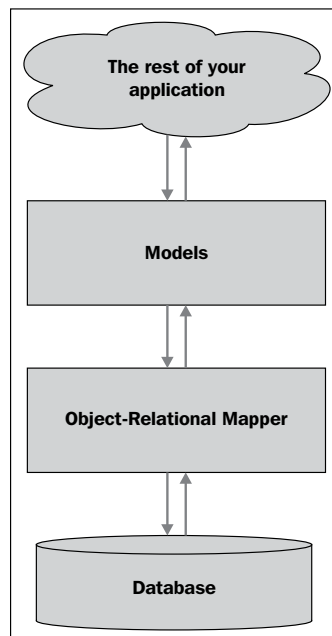 The rest of your
application
Models
Object-Relational Mapper
Database